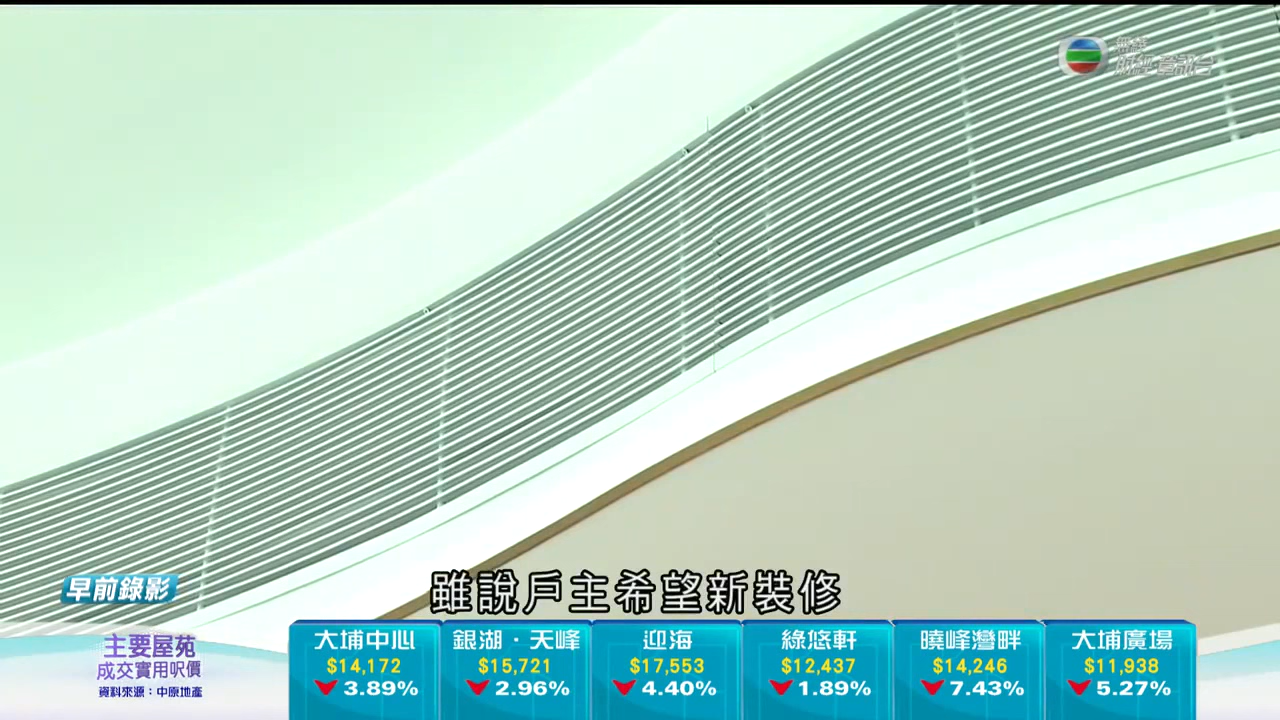 無綫
財經·資訊台
早前錄影
雖說戶主希望新裝修
主要屋苑
成交實用呎價
資料來源：中原地產
大埔中心
$14,172
3.89%
銀湖·天峰
$15,721
2.96%
迎海
$17,553
4.40%
綠悠軒
$12,437
1.89%
曉峰灣畔
$14,246
7.43%
大埔廣場
$11,938
5.27%